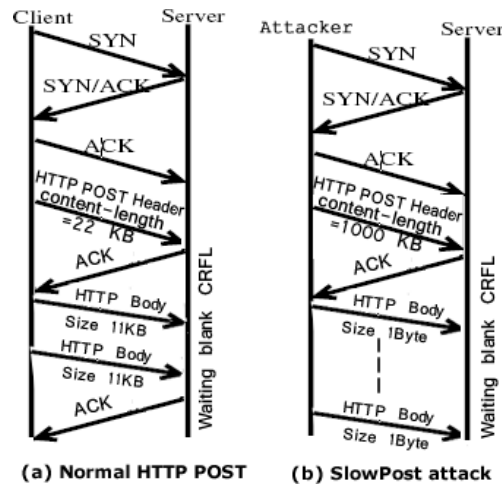 Client
Server
SYN
SYN/ACK
ACK
HTTP POST Header
content-length
=22 KB
ACK
HTTP Body
Size 11KB
HTTP Body
Size 11KB
ACK
Waiting blank CRFL
(a) Normal HTTP POST
Attacker
Server
SYN
SYN/ACK
ACK
HTTP POST Header
content-length
=1000 KB
ACK
HTTP Body
Size 1Byte
HTTP Body
Size 1Byte
Waiting blank CRFL
(b) SlowPost attack